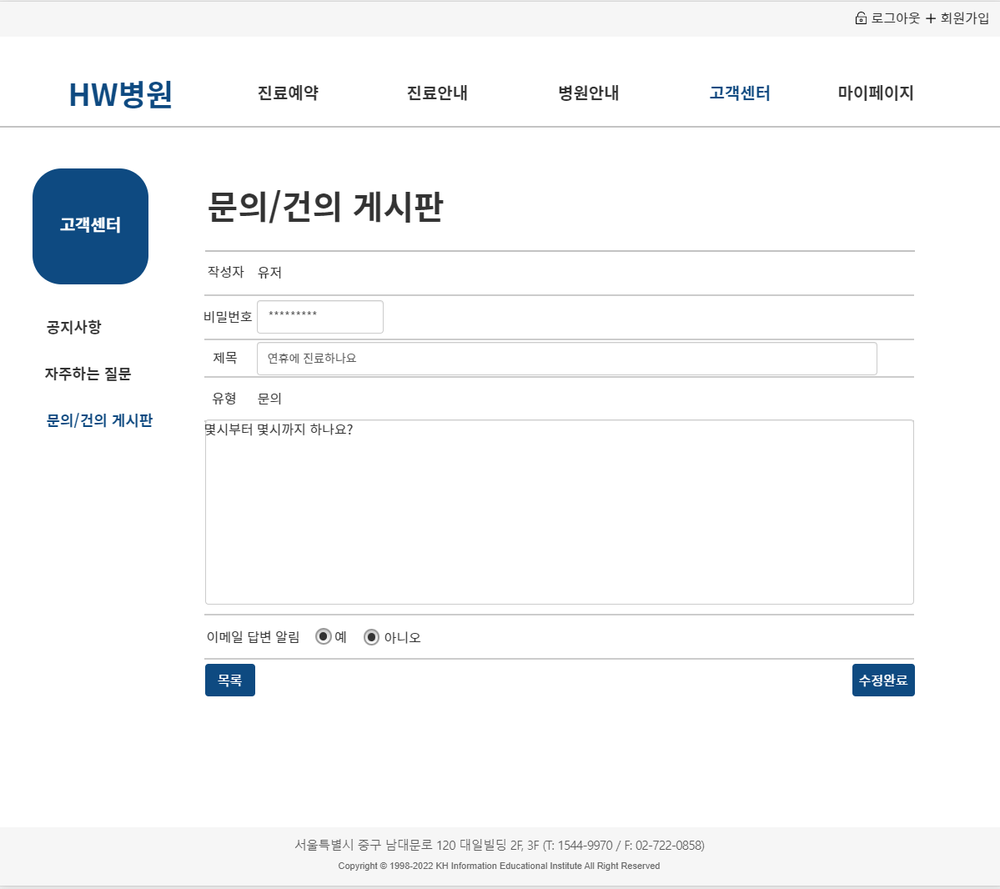 로그아웃 회원가입
HW병원 진료예약 진료안내 병원안내 고객센터 마이페이지
고객센터
공지사항
자주하는 질문
문의/건의 게시판
문의/건의 게시판
작성자 유저
비밀번호 *********
제목 연휴에 진료하나요
유형 문의
몇시부터 몇시까지 하나요?
이메일 답변 알림 예 아니오
목록 수정완료
서울특별시 중구 남대문로 120 대일빌딩 2F, 3F (T: 1544-9970 / F: 02-722-0858)
Copyright © 1998-2022 KH Information Educational Institute All Right Reserved